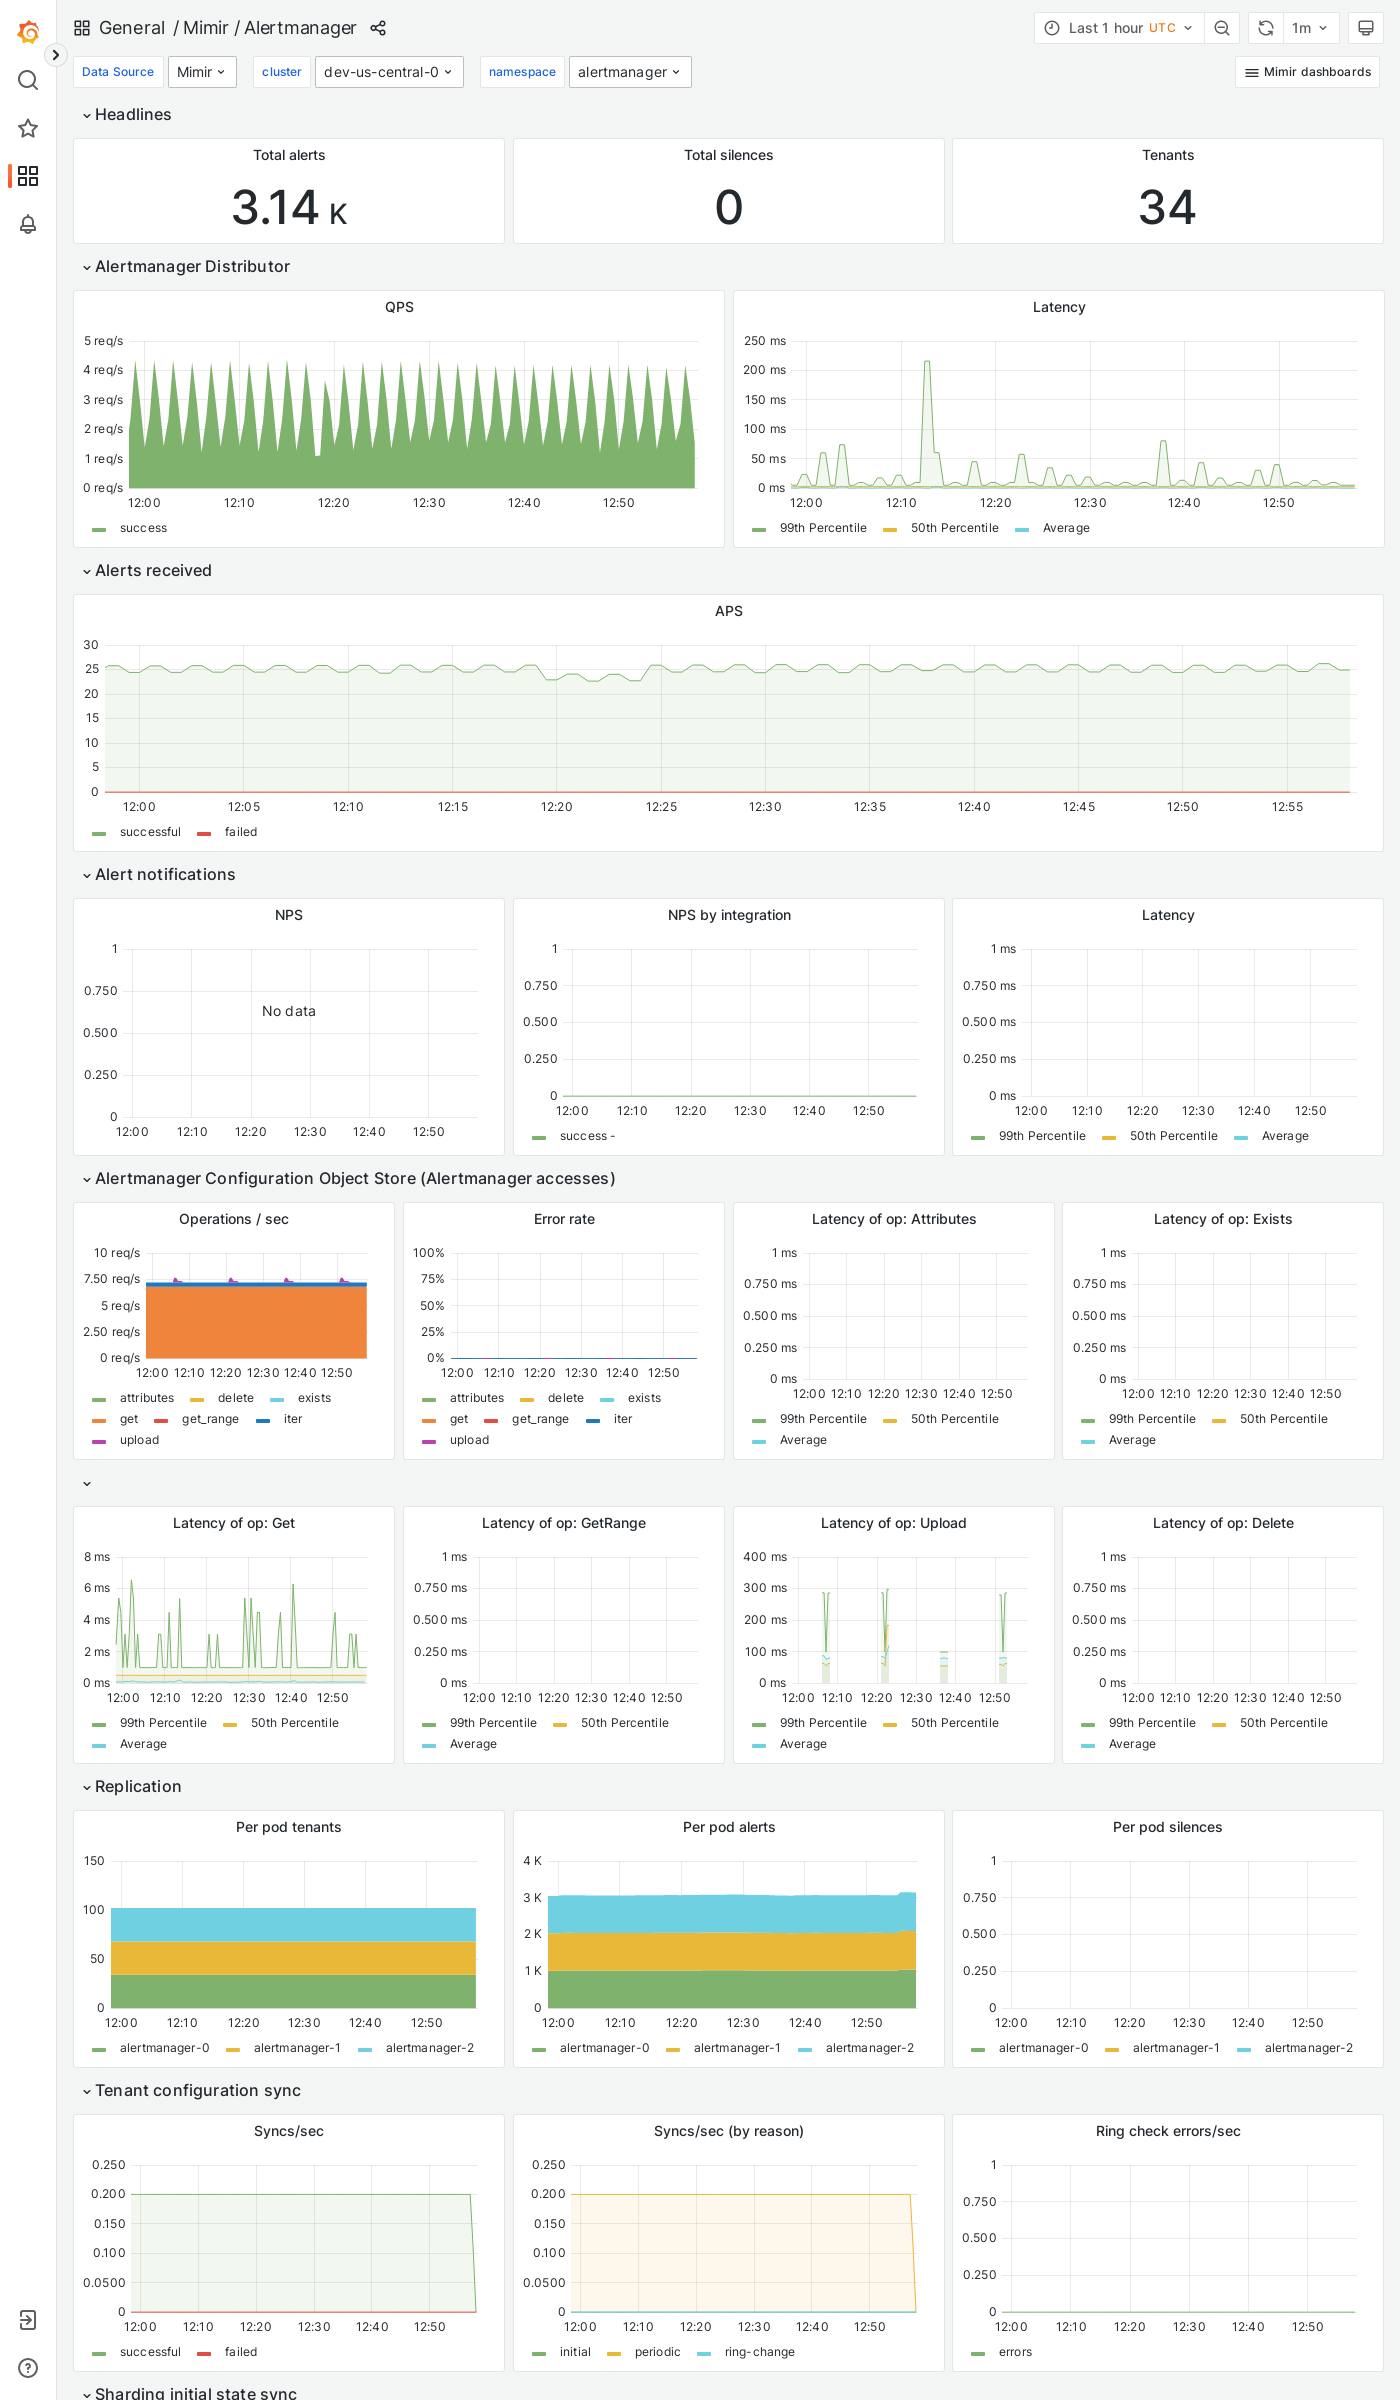 General / Mimir / Alertmanager
Last 1 hour UTC
1m
Data Source Mimir cluster dev-us-central-0 namespace alertmanager
Mimir dashboards
Headlines
Total alerts
3.14 K
Total silences
0
Tenants
34
Alertmanager Distributor
QPS
5 req/s
4 req/s
3 req/s
2 req/s
1 req/s
0 req/s
12:00 12:10 12:20 12:30 12:40 12:50
success
Latency
250 ms
200 ms
150 ms
100 ms
50 ms
0 ms
12:00 12:10 12:20 12:30 12:40 12:50
99th Percentile 50th Percentile Average
Alerts received
APS
30
25
20
15
10
5
0
12:00 12:05 12:10 12:15 12:20 12:25 12:30 12:35 12:40 12:45 12:50 12:55
successful failed
Alert notifications
NPS
1
0.750
0.500
0.250
0
No data
12:00 12:10 12:20 12:30 12:40 12:50
NPS by integration
1
0.750
0.500
0.250
0
12:00 12:10 12:20 12:30 12:40 12:50
success -
Latency
1 ms
0.750 ms
0.500 ms
0.250 ms
0 ms
12:00 12:10 12:20 12:30 12:40 12:50
99th Percentile 50th Percentile Average
Alertmanager Configuration Object Store (Alertmanager accesses)
Operations / sec
10 req/s
7.50 req/s
5 req/s
2.50 req/s
0 req/s
12:00 12:10 12:20 12:30 12:40 12:50
attributes delete exists
get get_range iter
upload
Error rate
100%
75%
50%
25%
0%
12:00 12:10 12:20 12:30 12:40 12:50
attributes delete exists
get get_range iter
upload
Latency of op: Attributes
1 ms
0.750 ms
0.500 ms
0.250 ms
0 ms
12:00 12:10 12:20 12:30 12:40 12:50
99th Percentile 50th Percentile
Average
Latency of op: Exists
1 ms
0.750 ms
0.500 ms
0.250 ms
0 ms
12:00 12:10 12:20 12:30 12:40 12:50
99th Percentile 50th Percentile
Average
Latency of op: Get
8 ms
6 ms
4 ms
2 ms
0 ms
12:00 12:10 12:20 12:30 12:40 12:50
99th Percentile 50th Percentile
Average
Latency of op: GetRange
1 ms
0.750 ms
0.500 ms
0.250 ms
0 ms
12:00 12:10 12:20 12:30 12:40 12:50
99th Percentile 50th Percentile
Average
Latency of op: Upload
400 ms
300 ms
200 ms
100 ms
0 ms
12:00 12:10 12:20 12:30 12:40 12:50
99th Percentile 50th Percentile
Average
Latency of op: Delete
1 ms
0.750 ms
0.500 ms
0.250 ms
0 ms
12:00 12:10 12:20 12:30 12:40 12:50
99th Percentile 50th Percentile
Average
Replication
Per pod tenants
150
100
50
0
12:00 12:10 12:20 12:30 12:40 12:50
alertmanager-0 alertmanager-1 alertmanager-2
Per pod alerts
4 K
3 K
2 K
1 K
0
12:00 12:10 12:20 12:30 12:40 12:50
alertmanager-0 alertmanager-1 alertmanager-2
Per pod silences
1
0.750
0.500
0.250
0
12:00 12:10 12:20 12:30 12:40 12:50
alertmanager-0 alertmanager-1 alertmanager-2
Tenant configuration sync
Syncs/sec
0.250
0.200
0.150
0.100
0.0500
0
12:00 12:10 12:20 12:30 12:40 12:50
successful failed
Syncs/sec (by reason)
0.250
0.200
0.150
0.100
0.0500
0
12:00 12:10 12:20 12:30 12:40 12:50
initial periodic ring-change
Ring check errors/sec
1
0.750
0.500
0.250
0
12:00 12:10 12:20 12:30 12:40 12:50
errors
Sharding initial state sync